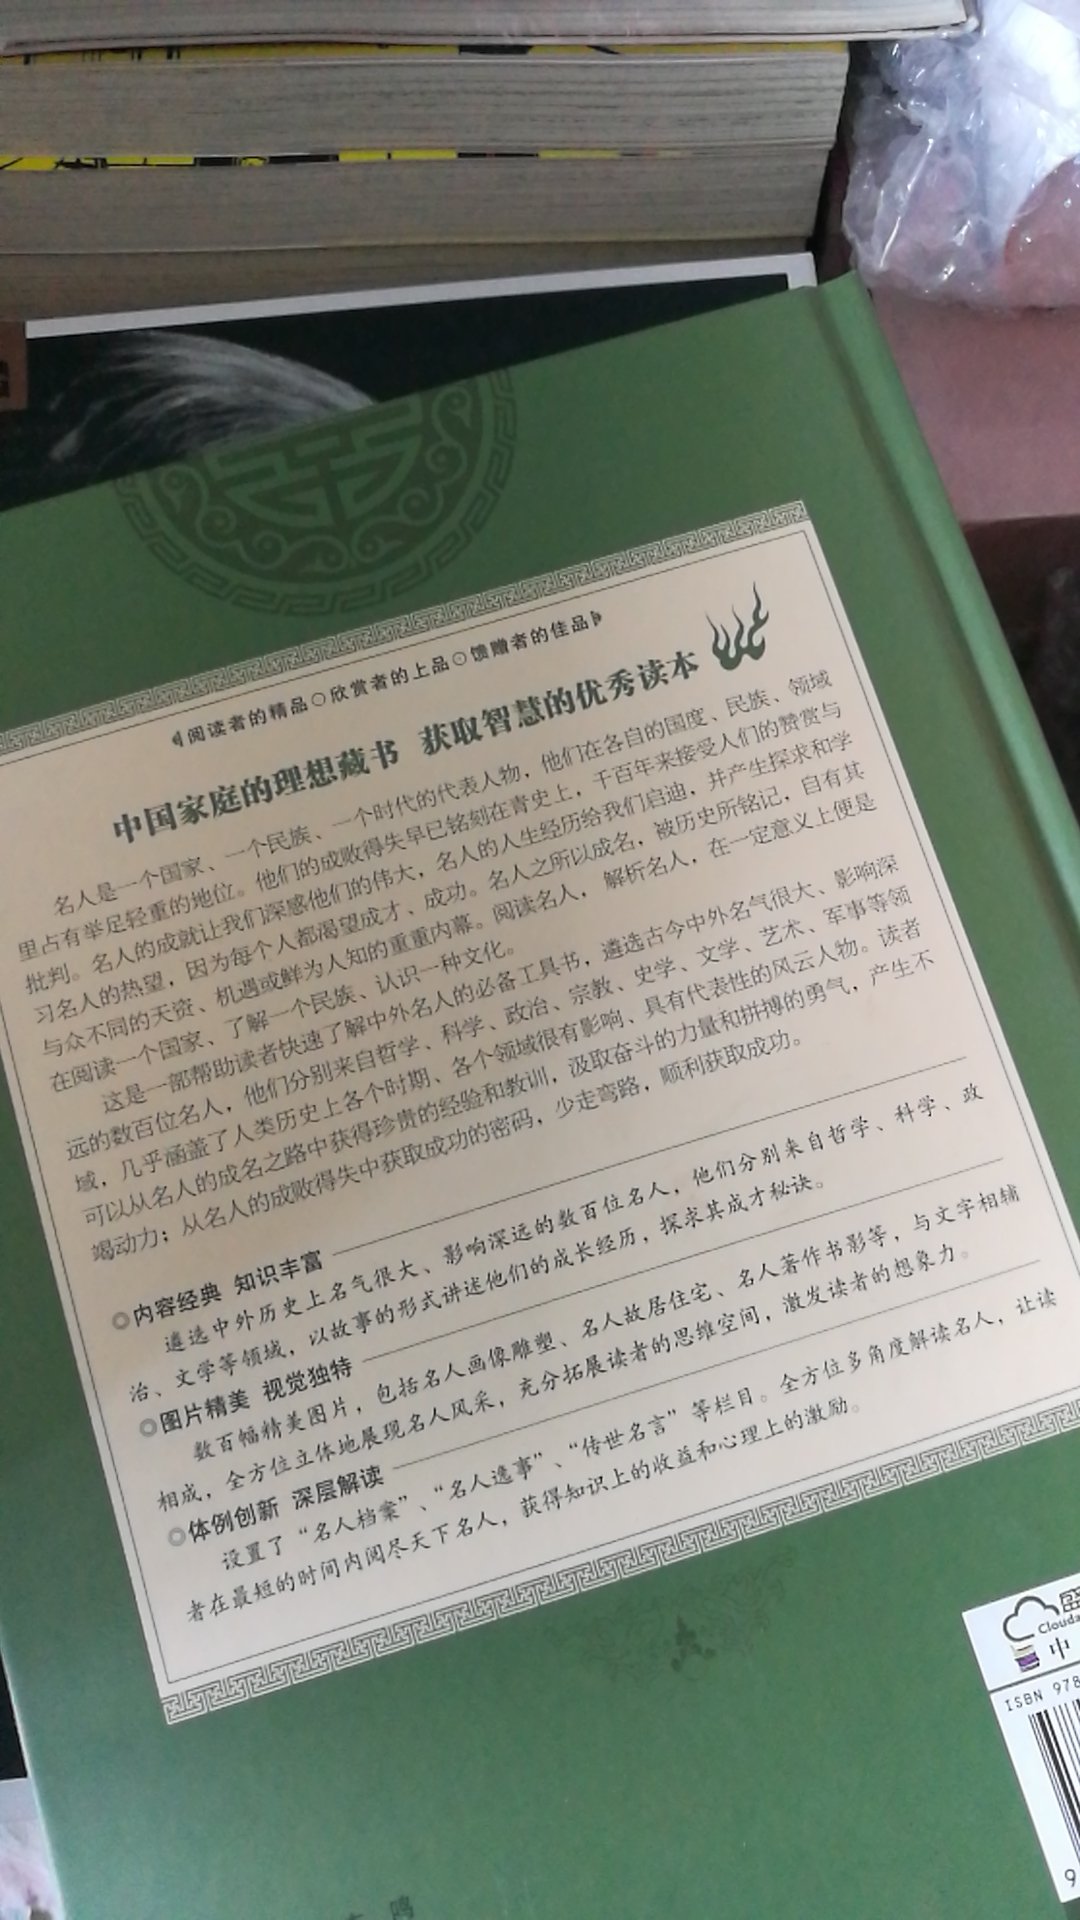 阅读者的精品○欣赏者的上品○馈赠者的佳品
中国家庭的理想藏书 获取智慧的优秀读本
名人是一个国家、一个民族、一个时代的代表人物，他们在各自的国度、民族、领域
里占有举足轻重的地位。他们的成败得失早已铭刻在青史上，千百年来接受人们的赞赏与
批判。名人的成就让我们深感他们的伟大，名人的人生经历给我们启迪，并产生探求和学
习名人的热望，因为每个人都渴望成才、成功。名人之所以成名，被历史所铭记，自有其
与众不同的天资、机遇或鲜为人知的重重内幕。阅读名人，解析名人，在一定意义上便是
在阅读一个国家、了解一个民族、认识一种文化。
这是一部帮助读者快速了解中外名人的必备工具书，遴选古今中外名气很大、影响深
远的数百位名人，他们分别来自哲学、科学、政治、宗教、史学、文学、艺术、军事等领
域，几乎涵盖了人类历史上各个时期、各个领域很有影响、具有代表性的风云人物。读者
可以从名人的成名之路中获得珍贵的经验和教训，汲取奋斗的力量和拼搏的勇气，产生不
竭动力；从名人的成败得失中获取成功的密码，少走弯路，顺利获取成功。
◎内容经典 知识丰富
遴选中外历史上名气很大、影响深远的数百位名人，他们分别来自哲学、科学、政
治、文学等领域，以故事的形式讲述他们的成长经历，探求其成才秘诀。
◎图片精美 视觉独特
数百幅精美图片，包括名人画像雕塑、名人故居住宅、名人著作书影等，与文字相辅
相成，全方位立体地展现名人风采，充分拓展读者的思维空间，激发读者的想象力。
◎体例创新 深层解读
设置了“名人档案”、“名人逸事”、“传世名言”等栏目。全方位多角度解读名人，让读
者在最短的时间内阅尽天下名人，获得知识上的收益和心理上的激励。
Clouda
中
ISBN 978
9
鸣